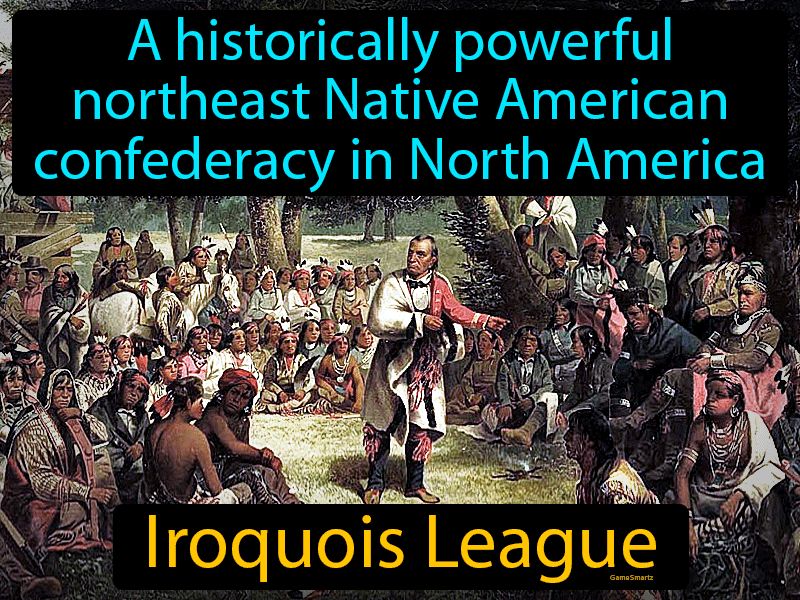 A historically powerful
northeast Native American
confederacy in North America
Iroquois League
GameSmartz